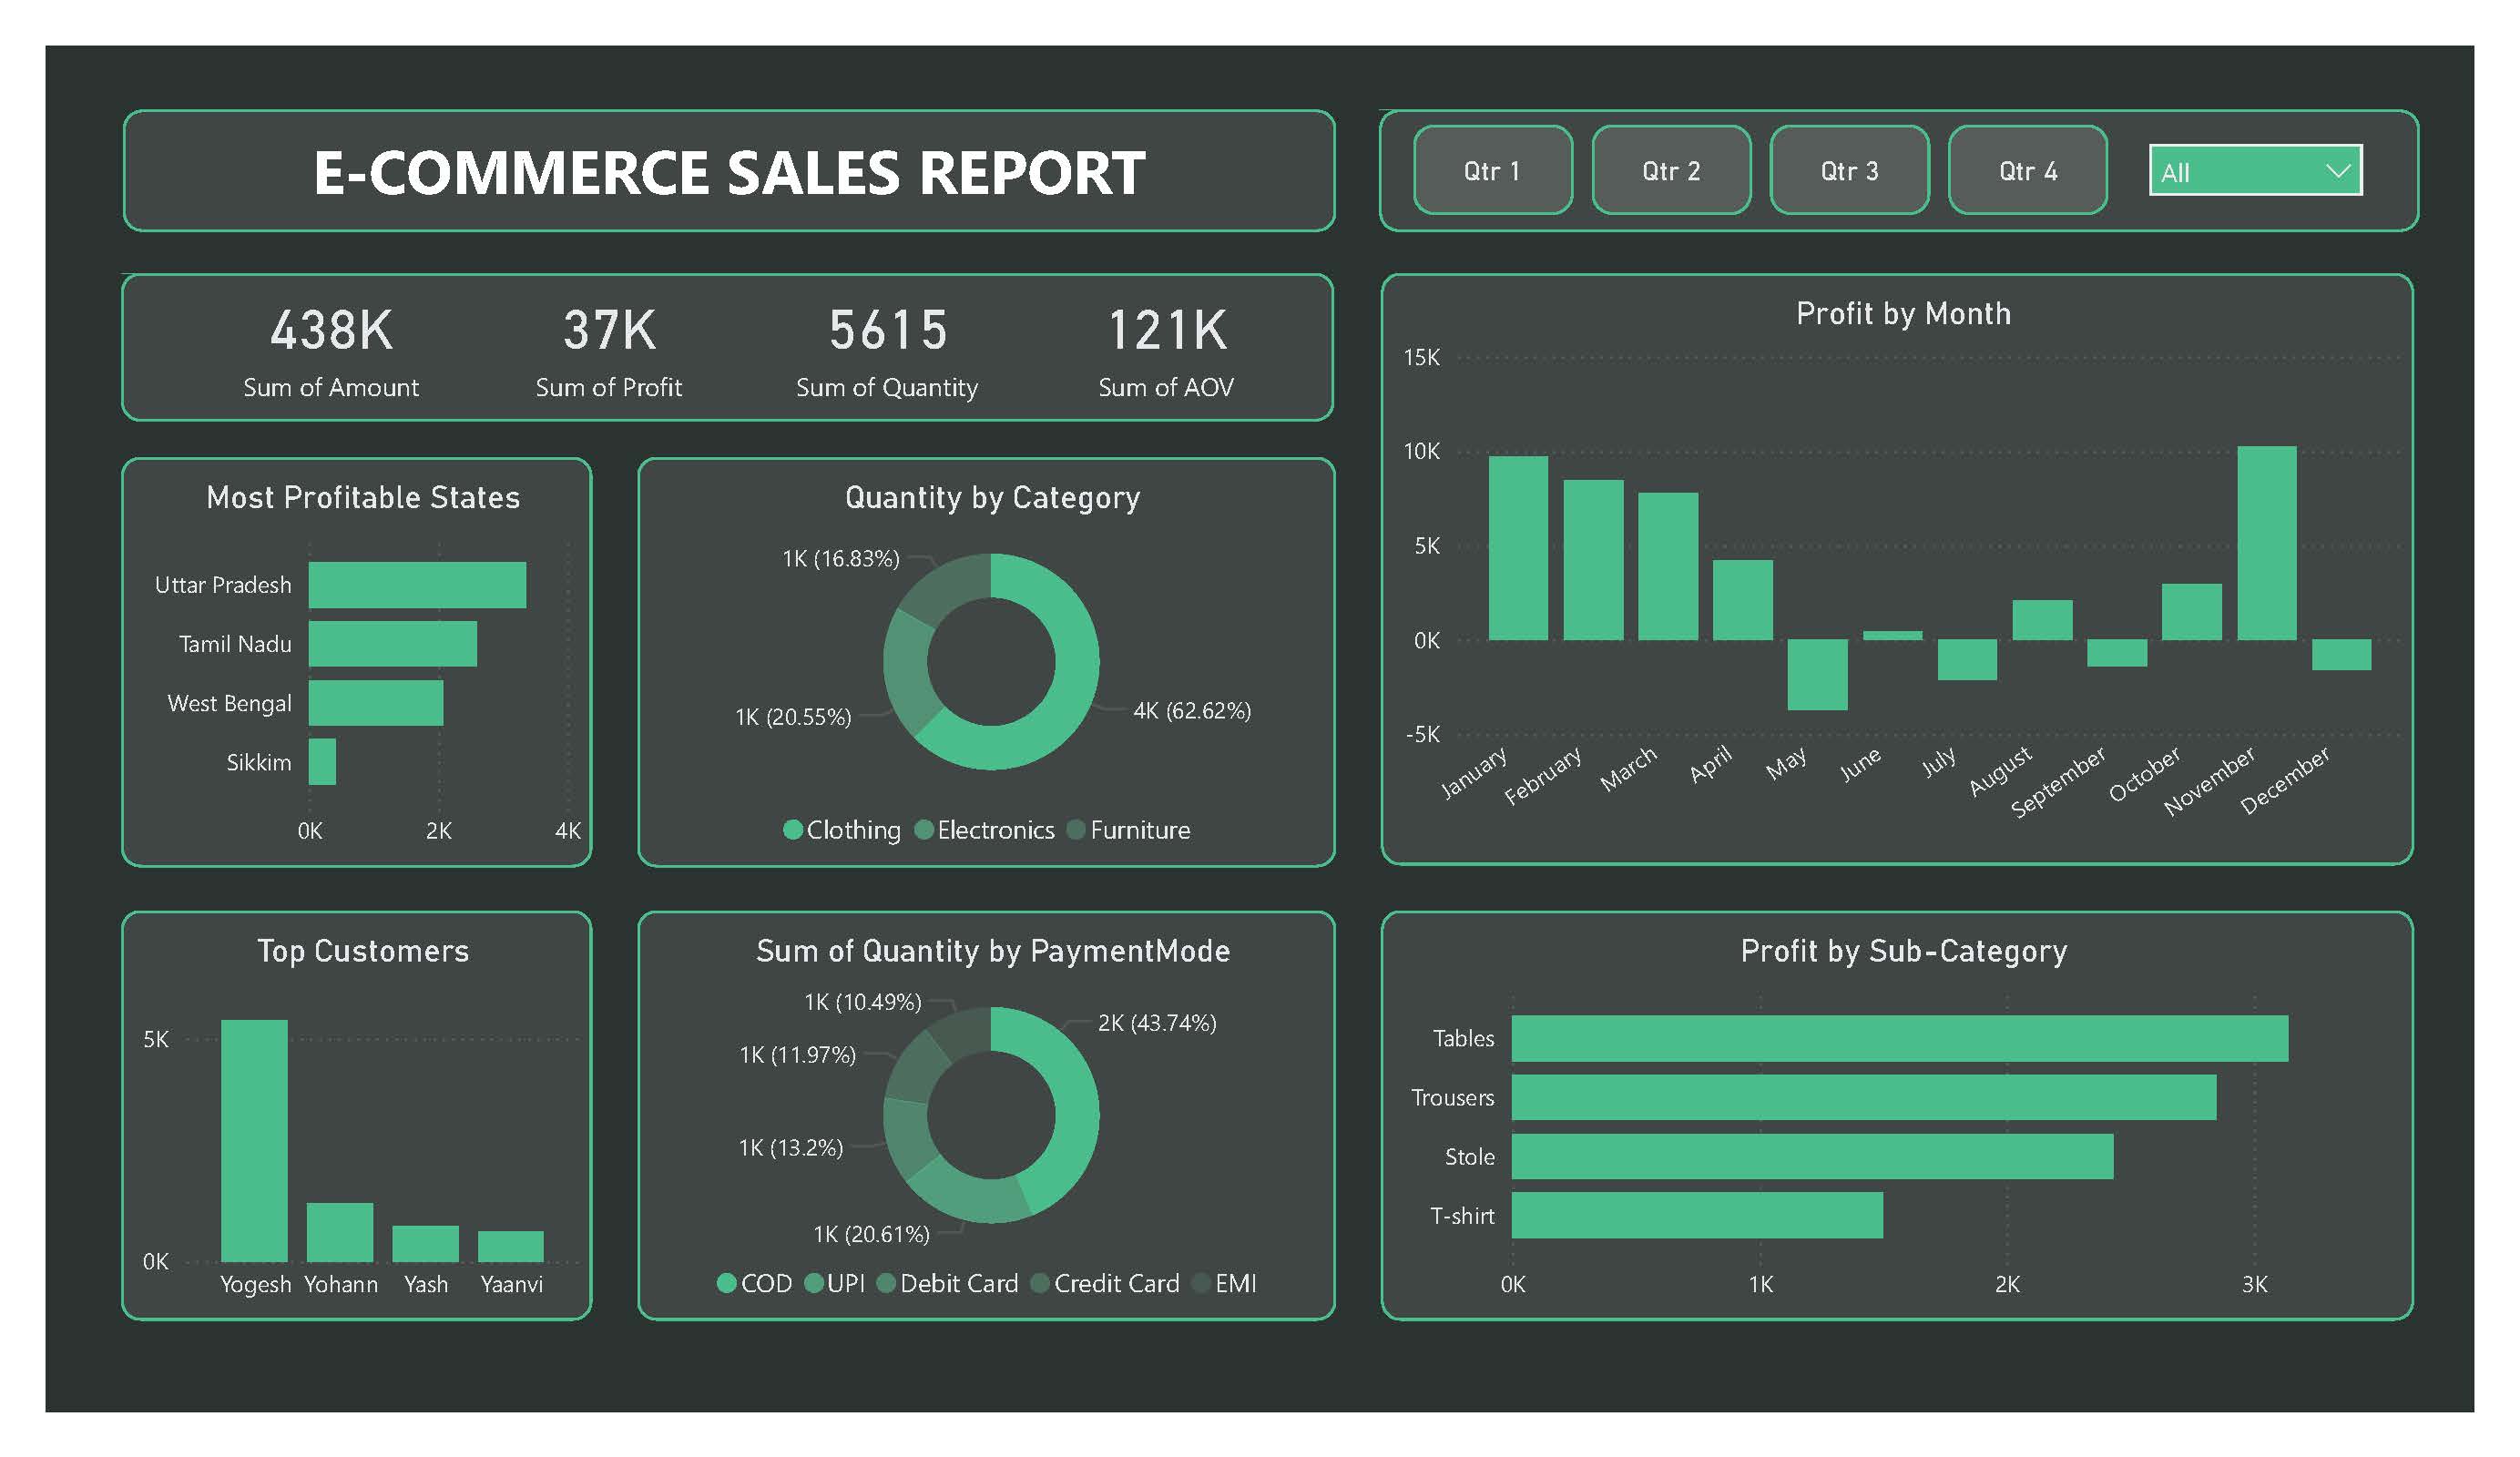 E-COMMERCE SALES REPORT
Qtr 1
Qtr 2
Qtr 3
Qtr 4
All
438K
Sum of Amount
37K
Sum of Profit
5615
Sum of Quantity
121K
Sum of AOV
Most Profitable States
Uttar Pradesh
Tamil Nadu
West Bengal
Sikkim
0K 2K 4K
Quantity by Category
1K (16.83%)
1K (20.55%)
4K (62.62%)
Clothing Electronics Furniture
Profit by Month
15K
10K
5K
0K
-5K
January February March April May June July August September October November December
Top Customers
5K
0K
Yogesh Yohann Yash Yaanvi
Sum of Quantity by PaymentMode
1K (10.49%)
2K (43.74%)
1K (11.97%)
1K (13.2%)
1K (20.61%)
COD UPI Debit Card Credit Card EMI
Profit by Sub-Category
Tables
Trousers
Stole
T-shirt
0K 1K 2K 3K